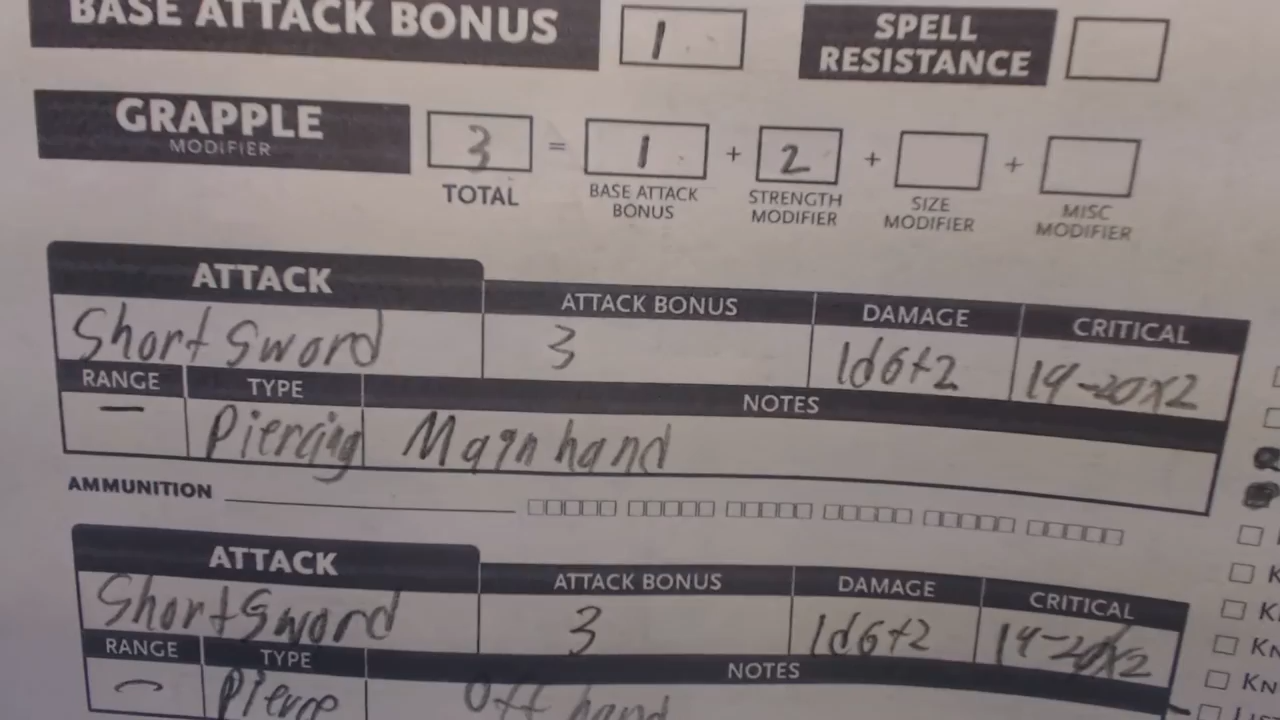 BASE ATTACK BONUS 1 SPELL RESISTANCE
GRAPPLE MODIFIER 3 = 1 + 2 + +
TOTAL BASE ATTACK BONUS STRENGTH MODIFIER SIZE MODIFIER MISC MODIFIER
ATTACK ATTACK BONUS DAMAGE CRITICAL
Short Sword 3 1d6+2 19-20x2
RANGE TYPE NOTES
— Piercing Main hand
AMMUNITION
ATTACK ATTACK BONUS DAMAGE CRITICAL
Short Sword 3 1d6+2 19-20x2
RANGE TYPE NOTES
— Pierce Off hand